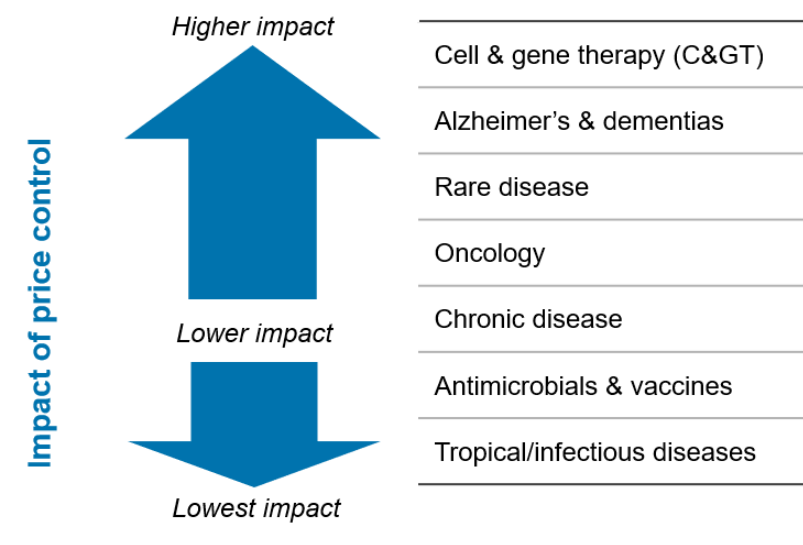 Higher impact
Cell & gene therapy (C&GT)
Alzheimer’s & dementias
Rare disease
Oncology
Impact of price control
Lower impact
Chronic disease
Antimicrobials & vaccines
Tropical/infectious diseases
Lowest impact